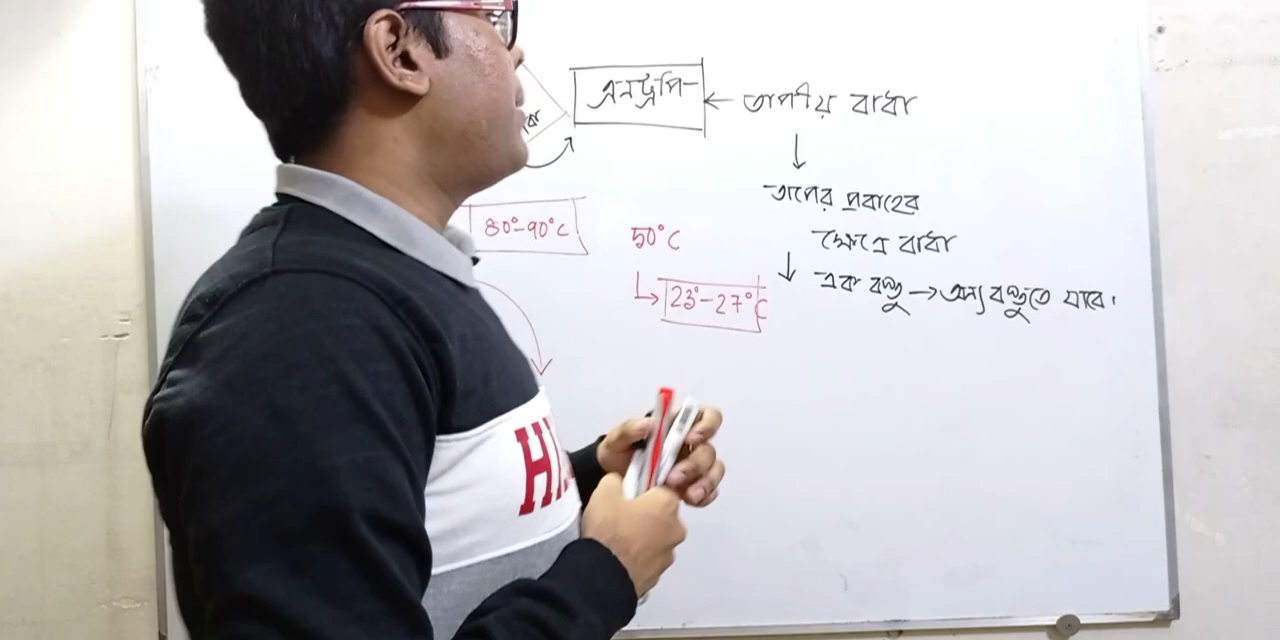 এনট্রপি ← তাপীয় বাধা
↓
তাপের প্রবাহের
ক্ষেত্রে বাধা
↓ এক বস্তু → অন্য বস্তুতে যাবে।
80°-90°C
50°C
23°-27°C
HI